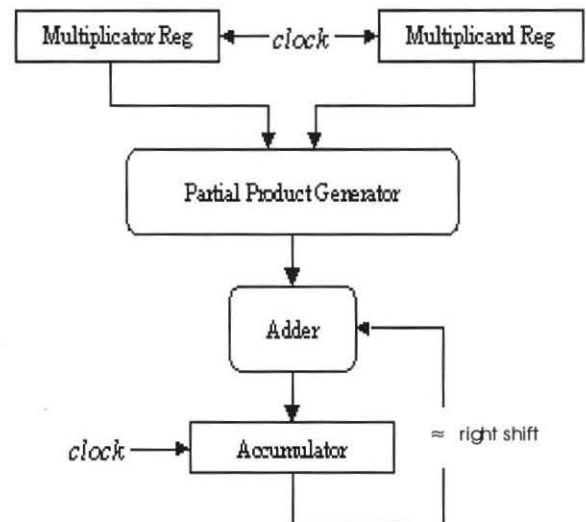 Multiplicator Reg clock Multiplicand Reg
Partial Product Generator
Adder
≈ right shift
clock Accumulator